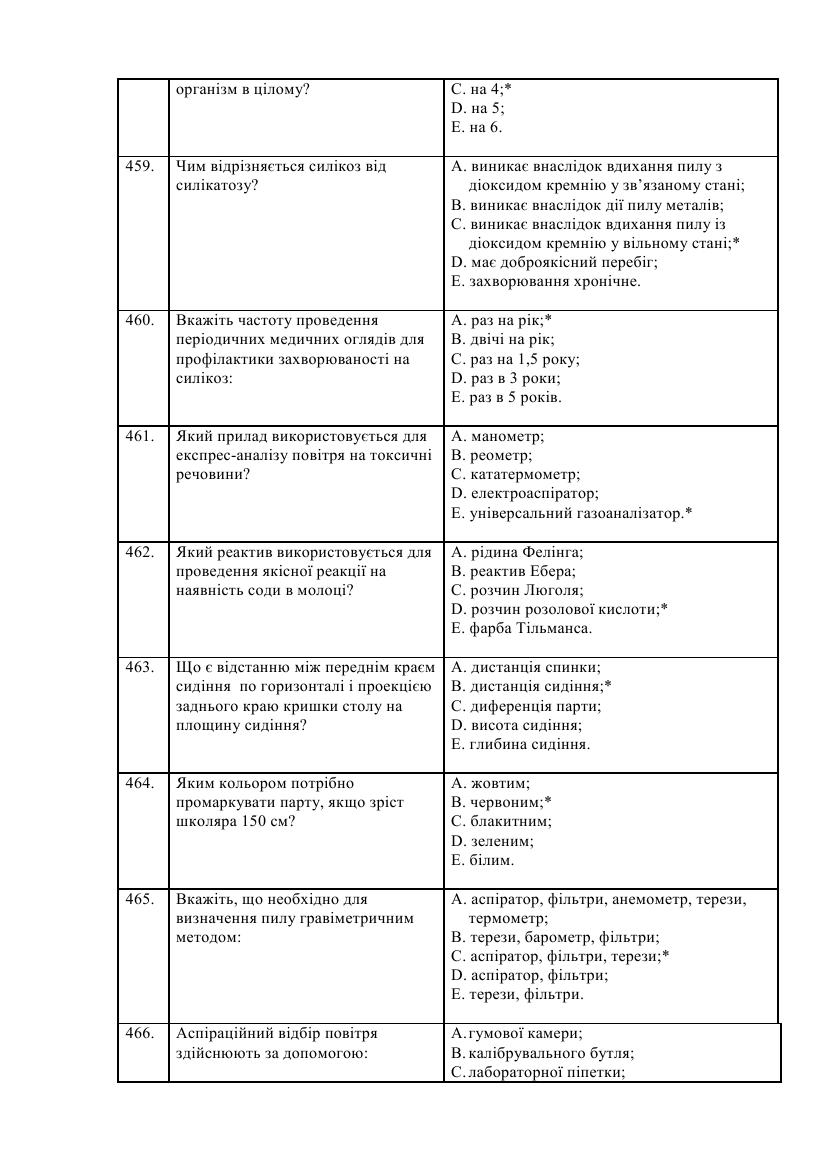 організм в цілому?
C. на 4;*
D. на 5;
E. на 6.
459.
Чим відрізняється силікоз від
силікатозу?
A. виникає внаслідок вдихання пилу з
діоксидом кремнію у зв’язаному стані;
B. виникає внаслідок дії пилу металів;
C. виникає внаслідок вдихання пилу із
діоксидом кремнію у вільному стані;*
D. має доброякісний перебіг;
E. захворювання хронічне.
460.
Вкажіть частоту проведення
періодичних медичних оглядів для
профілактики захворюваності на
силікоз:
A. раз на рік;*
B. двічі на рік;
C. раз на 1,5 року;
D. раз в 3 роки;
E. раз в 5 років.
461.
Який прилад використовується для
експрес-аналізу повітря на токсичні
речовини?
A. манометр;
B. реометр;
C. кататермометр;
D. електроаспіратор;
E. універсальний газоаналізатор.*
462.
Який реактив використовується для
проведення якісної реакції на
наявність соди в молоці?
A. рідина Фелінга;
B. реактив Ебера;
C. розчин Люголя;
D. розчин розолової кислоти;*
E. фарба Тільманса.
463.
Що є відстанню між переднім краєм
сидіння  по горизонталі і проекцією
заднього краю кришки столу на
площину сидіння?
A. дистанція спинки;
B. дистанція сидіння;*
C. диференція парти;
D. висота сидіння;
E. глибина сидіння.
464.
Яким кольором потрібно
промаркувати парту, якщо зріст
школяра 150 см?
A. жовтим;
B. червоним;*
C. блакитним;
D. зеленим;
E. білим.
465.
Вкажіть, що необхідно для
визначення пилу гравіметричним
методом:
A. аспіратор, фільтри, анемометр, терези,
термометр;
B. терези, барометр, фільтри;
C. аспіратор, фільтри, терези;*
D. аспіратор, фільтри;
E. терези, фільтри.
466.
Аспіраційний відбір повітря
здійснюють за допомогою:
A. гумової камери;
B. калібрувального бутля;
C. лабораторної піпетки;